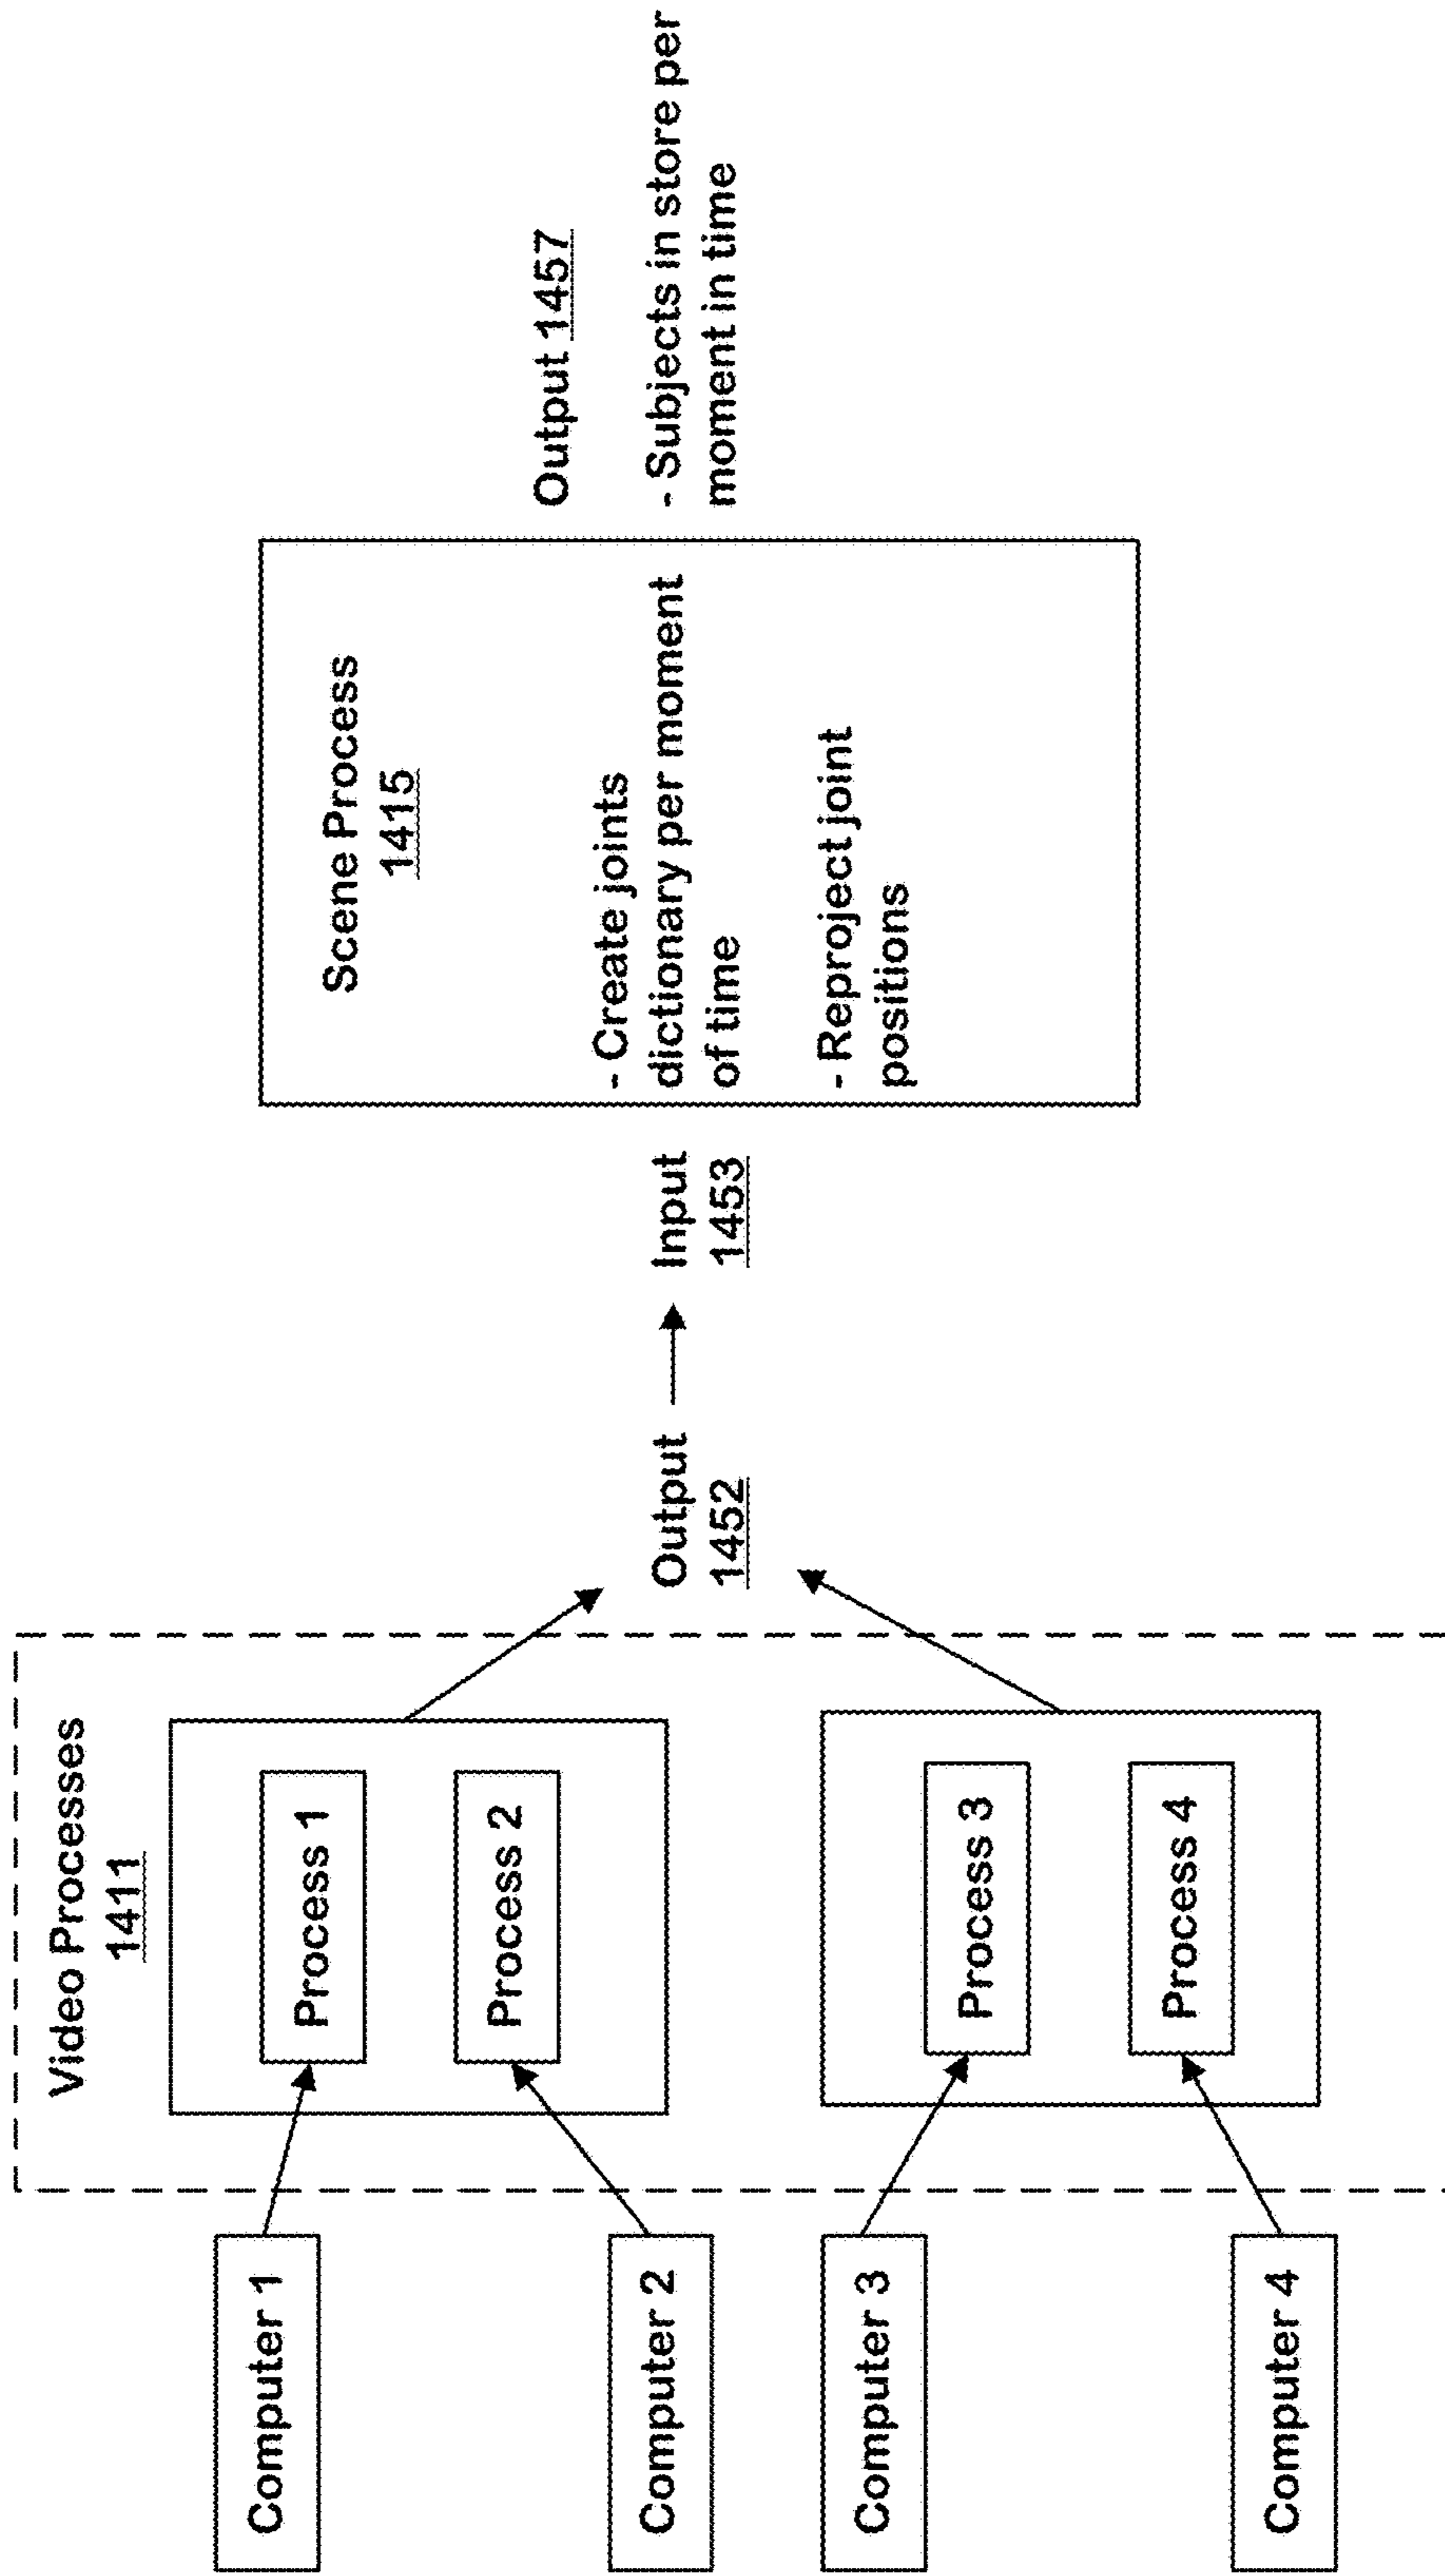 Video Processes
1411
Computer 1
Computer 2
Computer 3
Computer 4
Process 1
Process 2
Process 3
Process 4
Output
1452
Input
1453
Scene Process
1415
- Create joints
dictionary per moment
of time
- Reproject joint
positions
Output 1457
- Subjects in store per
moment in time